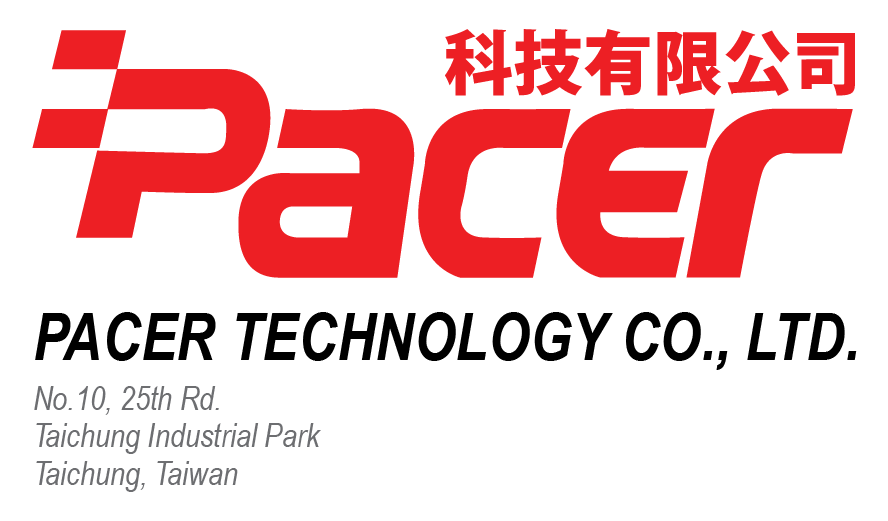 科技有限公司
Pacer
PACER TECHNOLOGY CO., LTD.
No.10, 25th Rd.
Taichung Industrial Park
Taichung, Taiwan